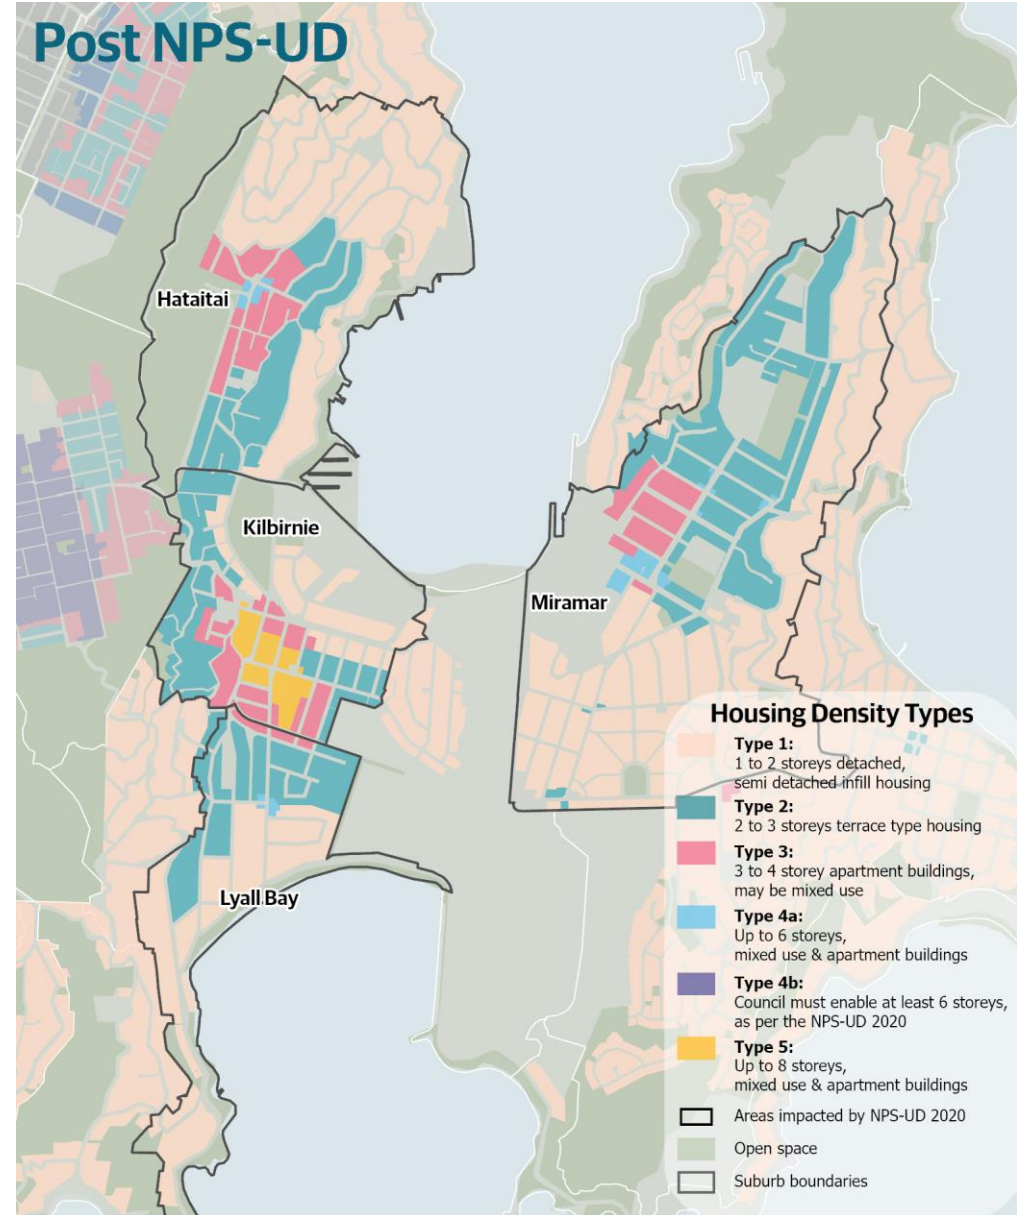 Post NPS-UD
Hataitai
Kilbirnie
Miramar
Lyall Bay
Housing Density Types
Type 1:
1 to 2 storeys detached,
semi detached infill housing
Type 2:
2 to 3 storeys terrace type housing
Type 3:
3 to 4 storey apartment buildings,
may be mixed use
Type 4a:
Up to 6 storeys,
mixed use & apartment buildings
Type 4b:
Council must enable at least 6 storeys,
as per the NPS-UD 2020
Type 5:
Up to 8 storeys,
mixed use & apartment buildings
Areas impacted by NPS-UD 2020
Open space
Suburb boundaries